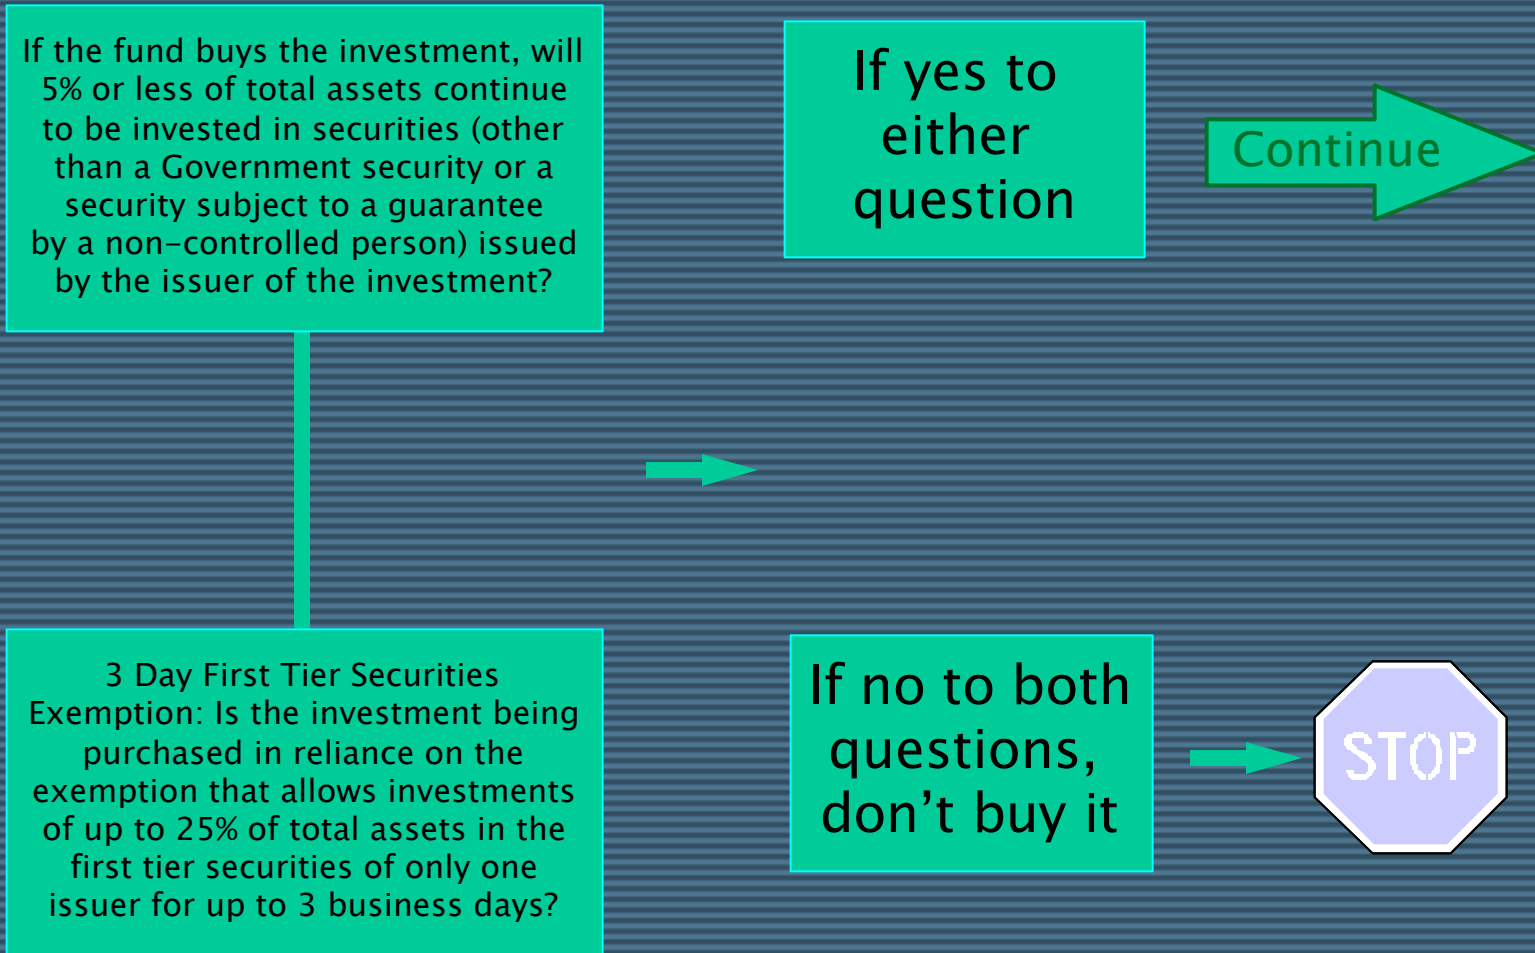 If the fund buys the investment, will
5% or less of total assets continue
to be invested in securities (other
than a Government security or a
security subject to a guarantee
by a non-controlled person) issued
by the issuer of the investment?
If yes to
either
question
Continue
3 Day First Tier Securities
Exemption: Is the investment being
purchased in reliance on the
exemption that allows investments
of up to 25% of total assets in the
first tier securities of only one
issuer for up to 3 business days?
If no to both
questions,
don’t buy it
STOP